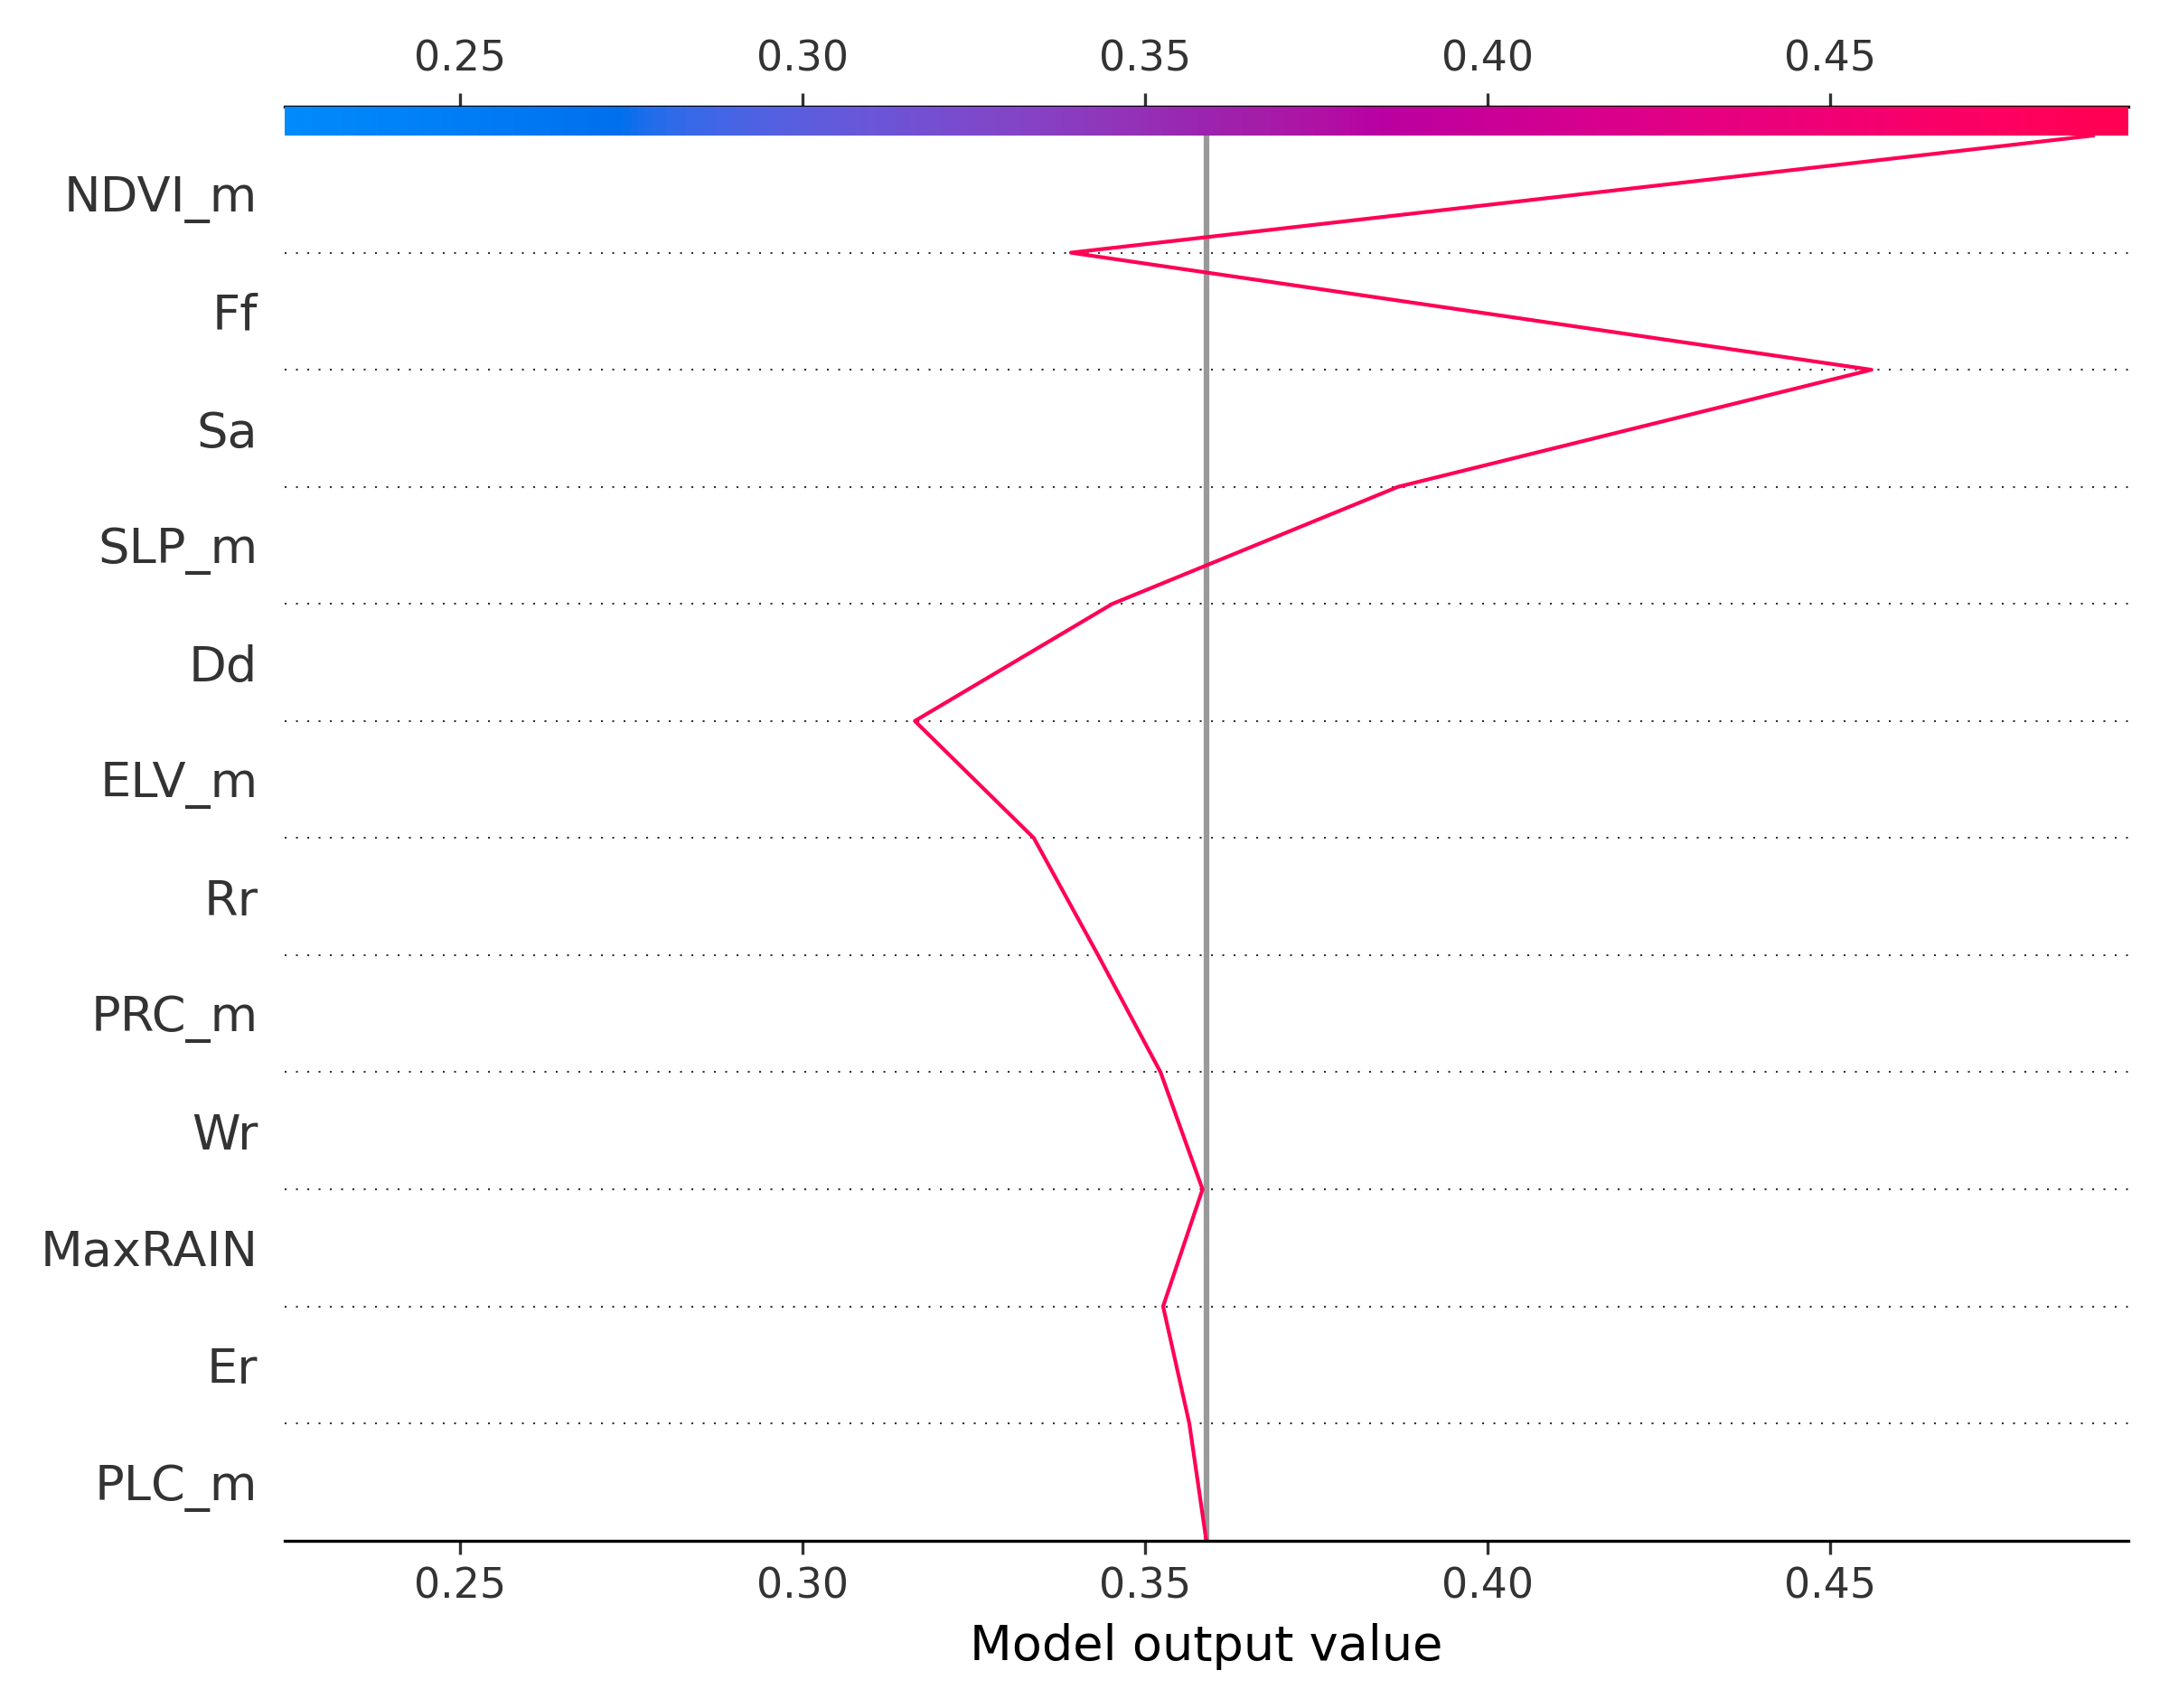 0.25 0.30 0.35 0.40 0.45
NDVI_m
Ff
Sa
SLP_m
Dd
ELV_m
Rr
PRC_m
Wr
MaxRAIN
Er
PLC_m
0.25 0.30 0.35 0.40 0.45
Model output value